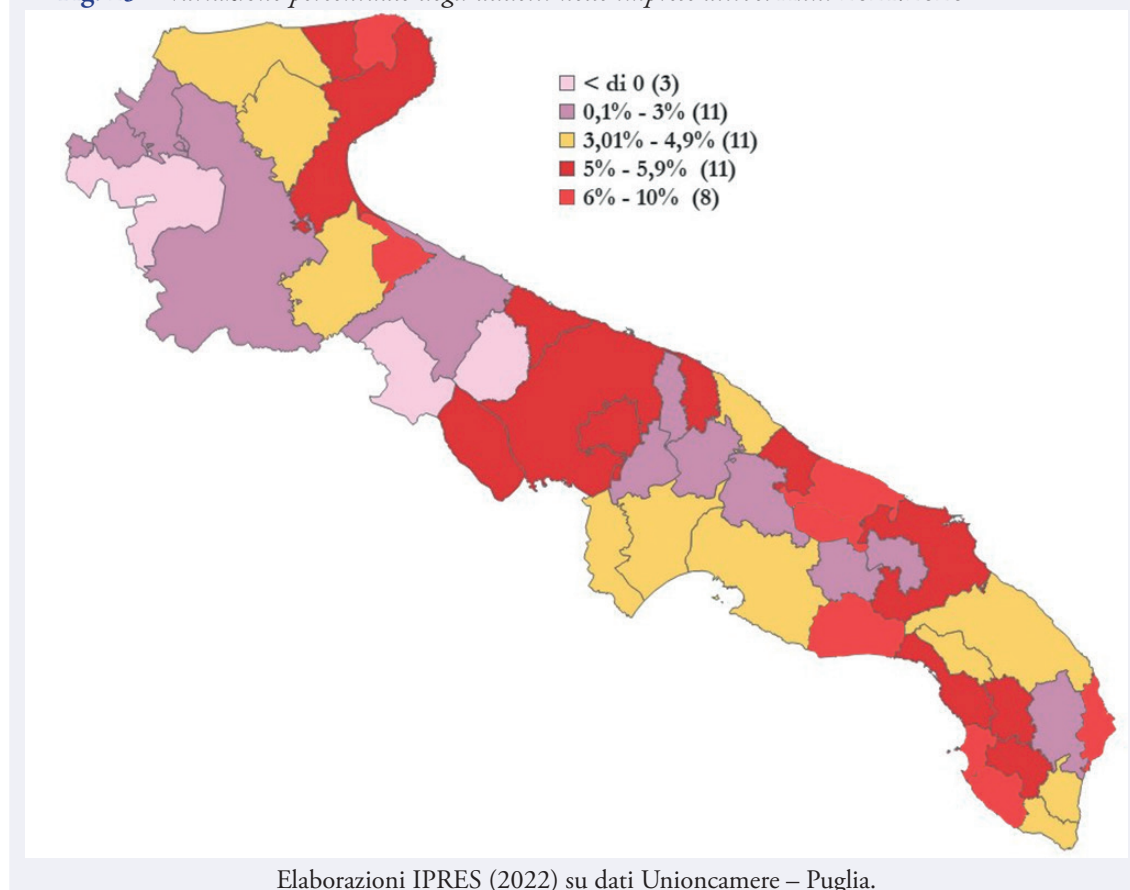 < di 0 (3)
0,1% - 3% (11)
3,01% - 4,9% (11)
5% - 5,9% (11)
6% - 10% (8)
Elaborazioni IPRES (2022) su dati Unioncamere – Puglia.